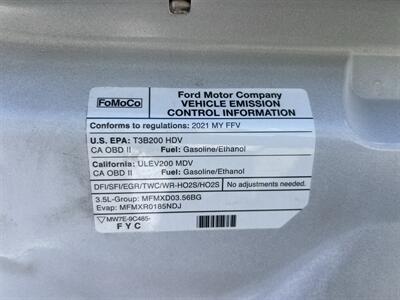 FoMoCo
Ford Motor Company
VEHICLE EMISSION
CONTROL INFORMATION
Conforms to regulations: 2021 MY FFV
U.S. EPA: T3B200 HDV
CA OBD II Fuel: Gasoline/Ethanol
California: ULEV200 MDV
CA OBD II Fuel: Gasoline/Ethanol
DFI/SFI/EGR/TWC/WR-HO2S/HO2S No adjustments needed.
3.5L-Group: MFMXD03.56BG
Evap: MFMXR0185NDJ
MW7E-9C485-
FYC